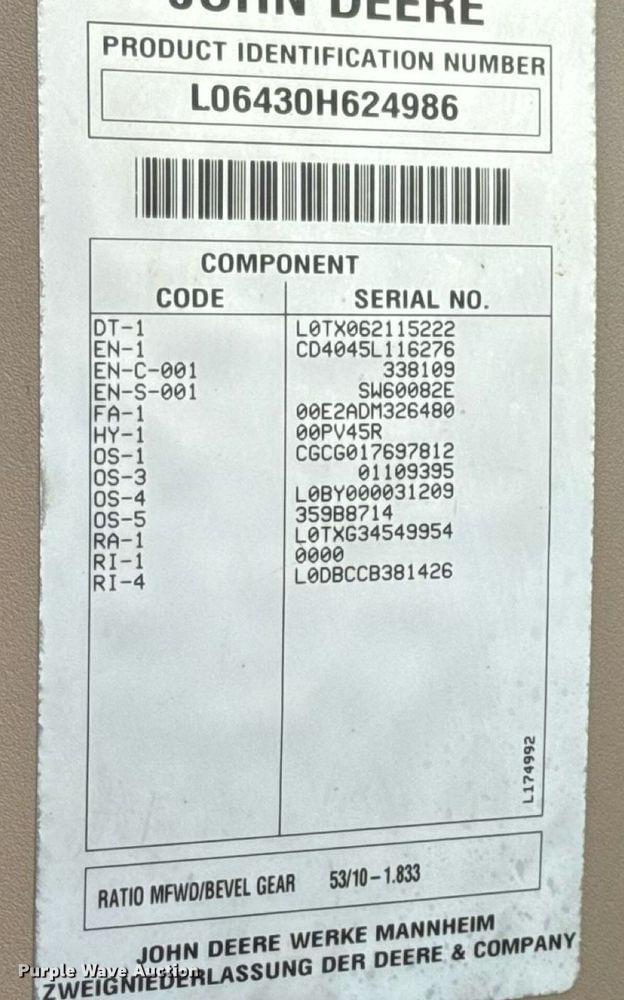 JOHN DEERE
PRODUCT IDENTIFICATION NUMBER
L06430H624986
COMPONENT
CODE SERIAL NO.
DT-1 L0TX062115222
EN-1 CD4045L116276
EN-C-001 338109
EN-S-001 SW60082E
FA-1 00E2ADM326480
HY-1 00PV45R
OS-1 CGCG017697812
OS-3 01109395
OS-4 L0BY000031209
OS-5 359B8714
RA-1 L0TXG34549954
RI-1 0000
RI-4 L0DBCCB381426
L174992
RATIO MFWD/BEVEL GEAR 53/10-1.833
JOHN DEERE WERKE MANNHEIM
ZWEIGNIEDERLASSUNG DER DEERE & COMPANY
Purple Wave Auction